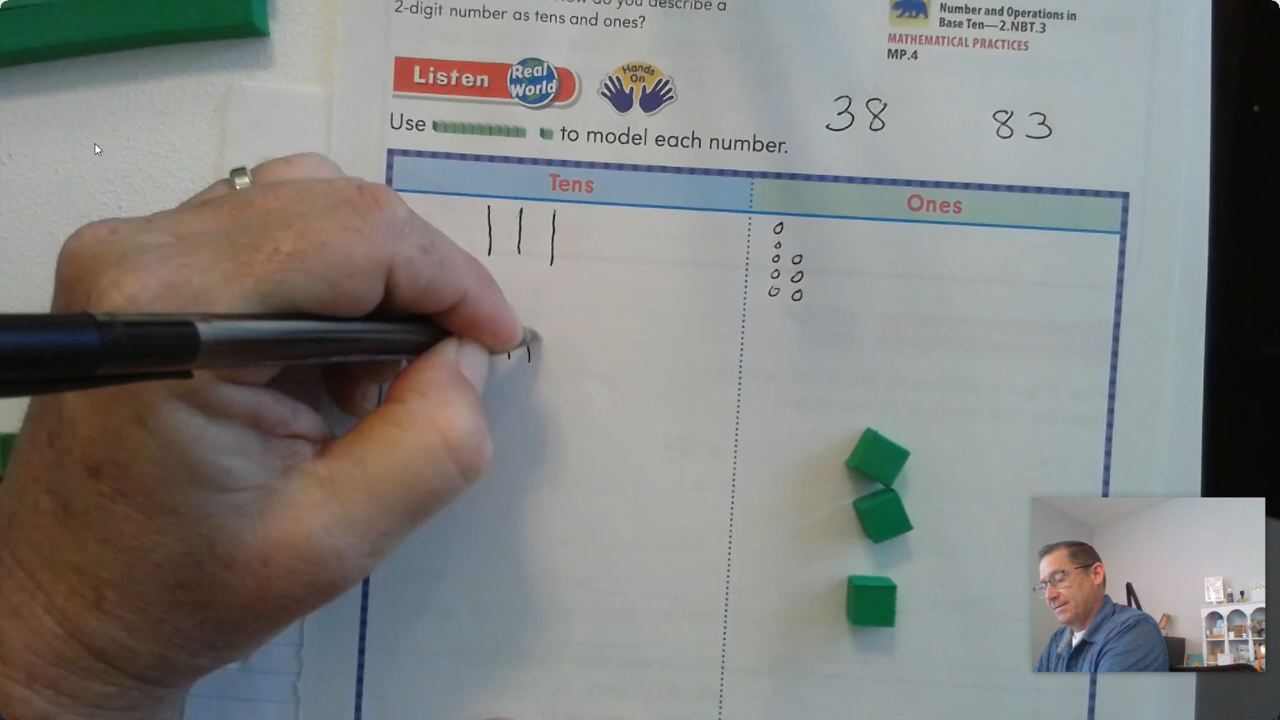 2-digit number as tens and ones?
Number and Operations in
Base Ten—2.NBT.3
MATHEMATICAL PRACTICES
MP.4
Listen Real World
Hands On
38 83
Use to model each number.
Tens Ones